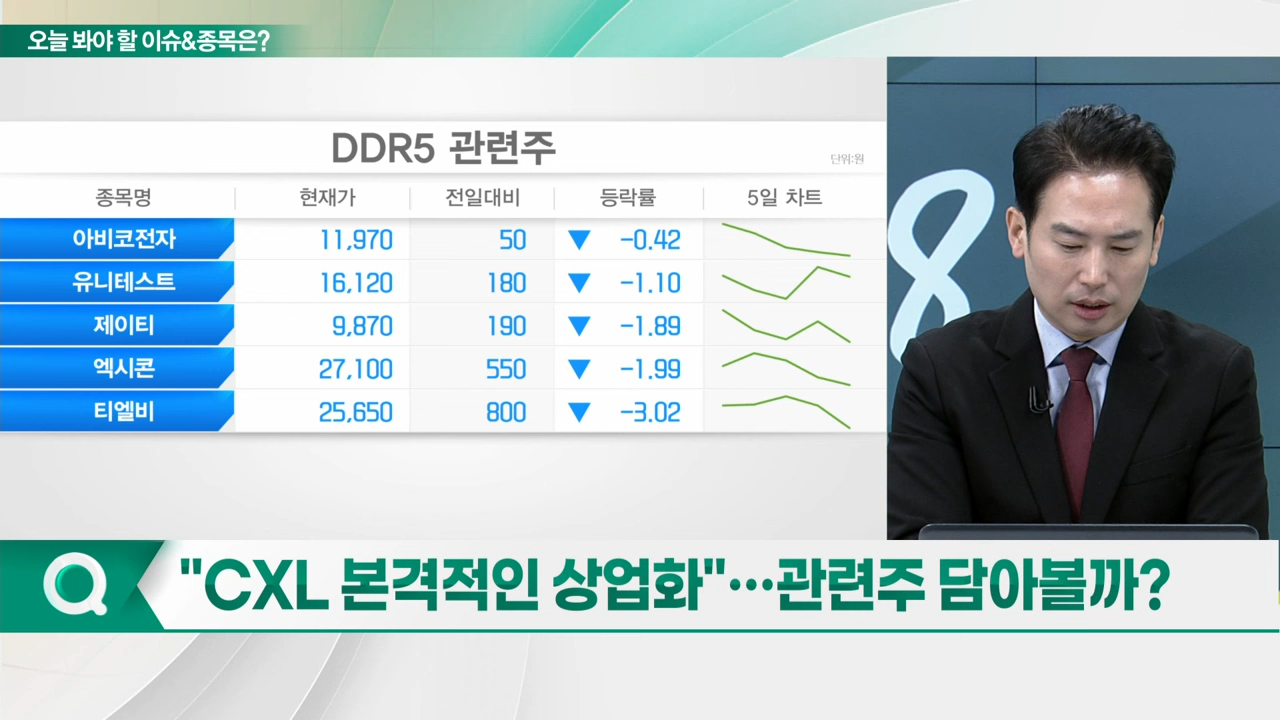 오늘 봐야 할 이슈&종목은?
DDR5 관련주
단위:원
종목명 현재가 전일대비 등락률 5일 차트
아비코전자 11,970 50 ▼ -0.42
유니테스트 16,120 180 ▼ -1.10
제이티 9,870 190 ▼ -1.89
엑시콘 27,100 550 ▼ -1.99
티엘비 25,650 800 ▼ -3.02
8
"CXL 본격적인 상업화"…관련주 담아볼까?